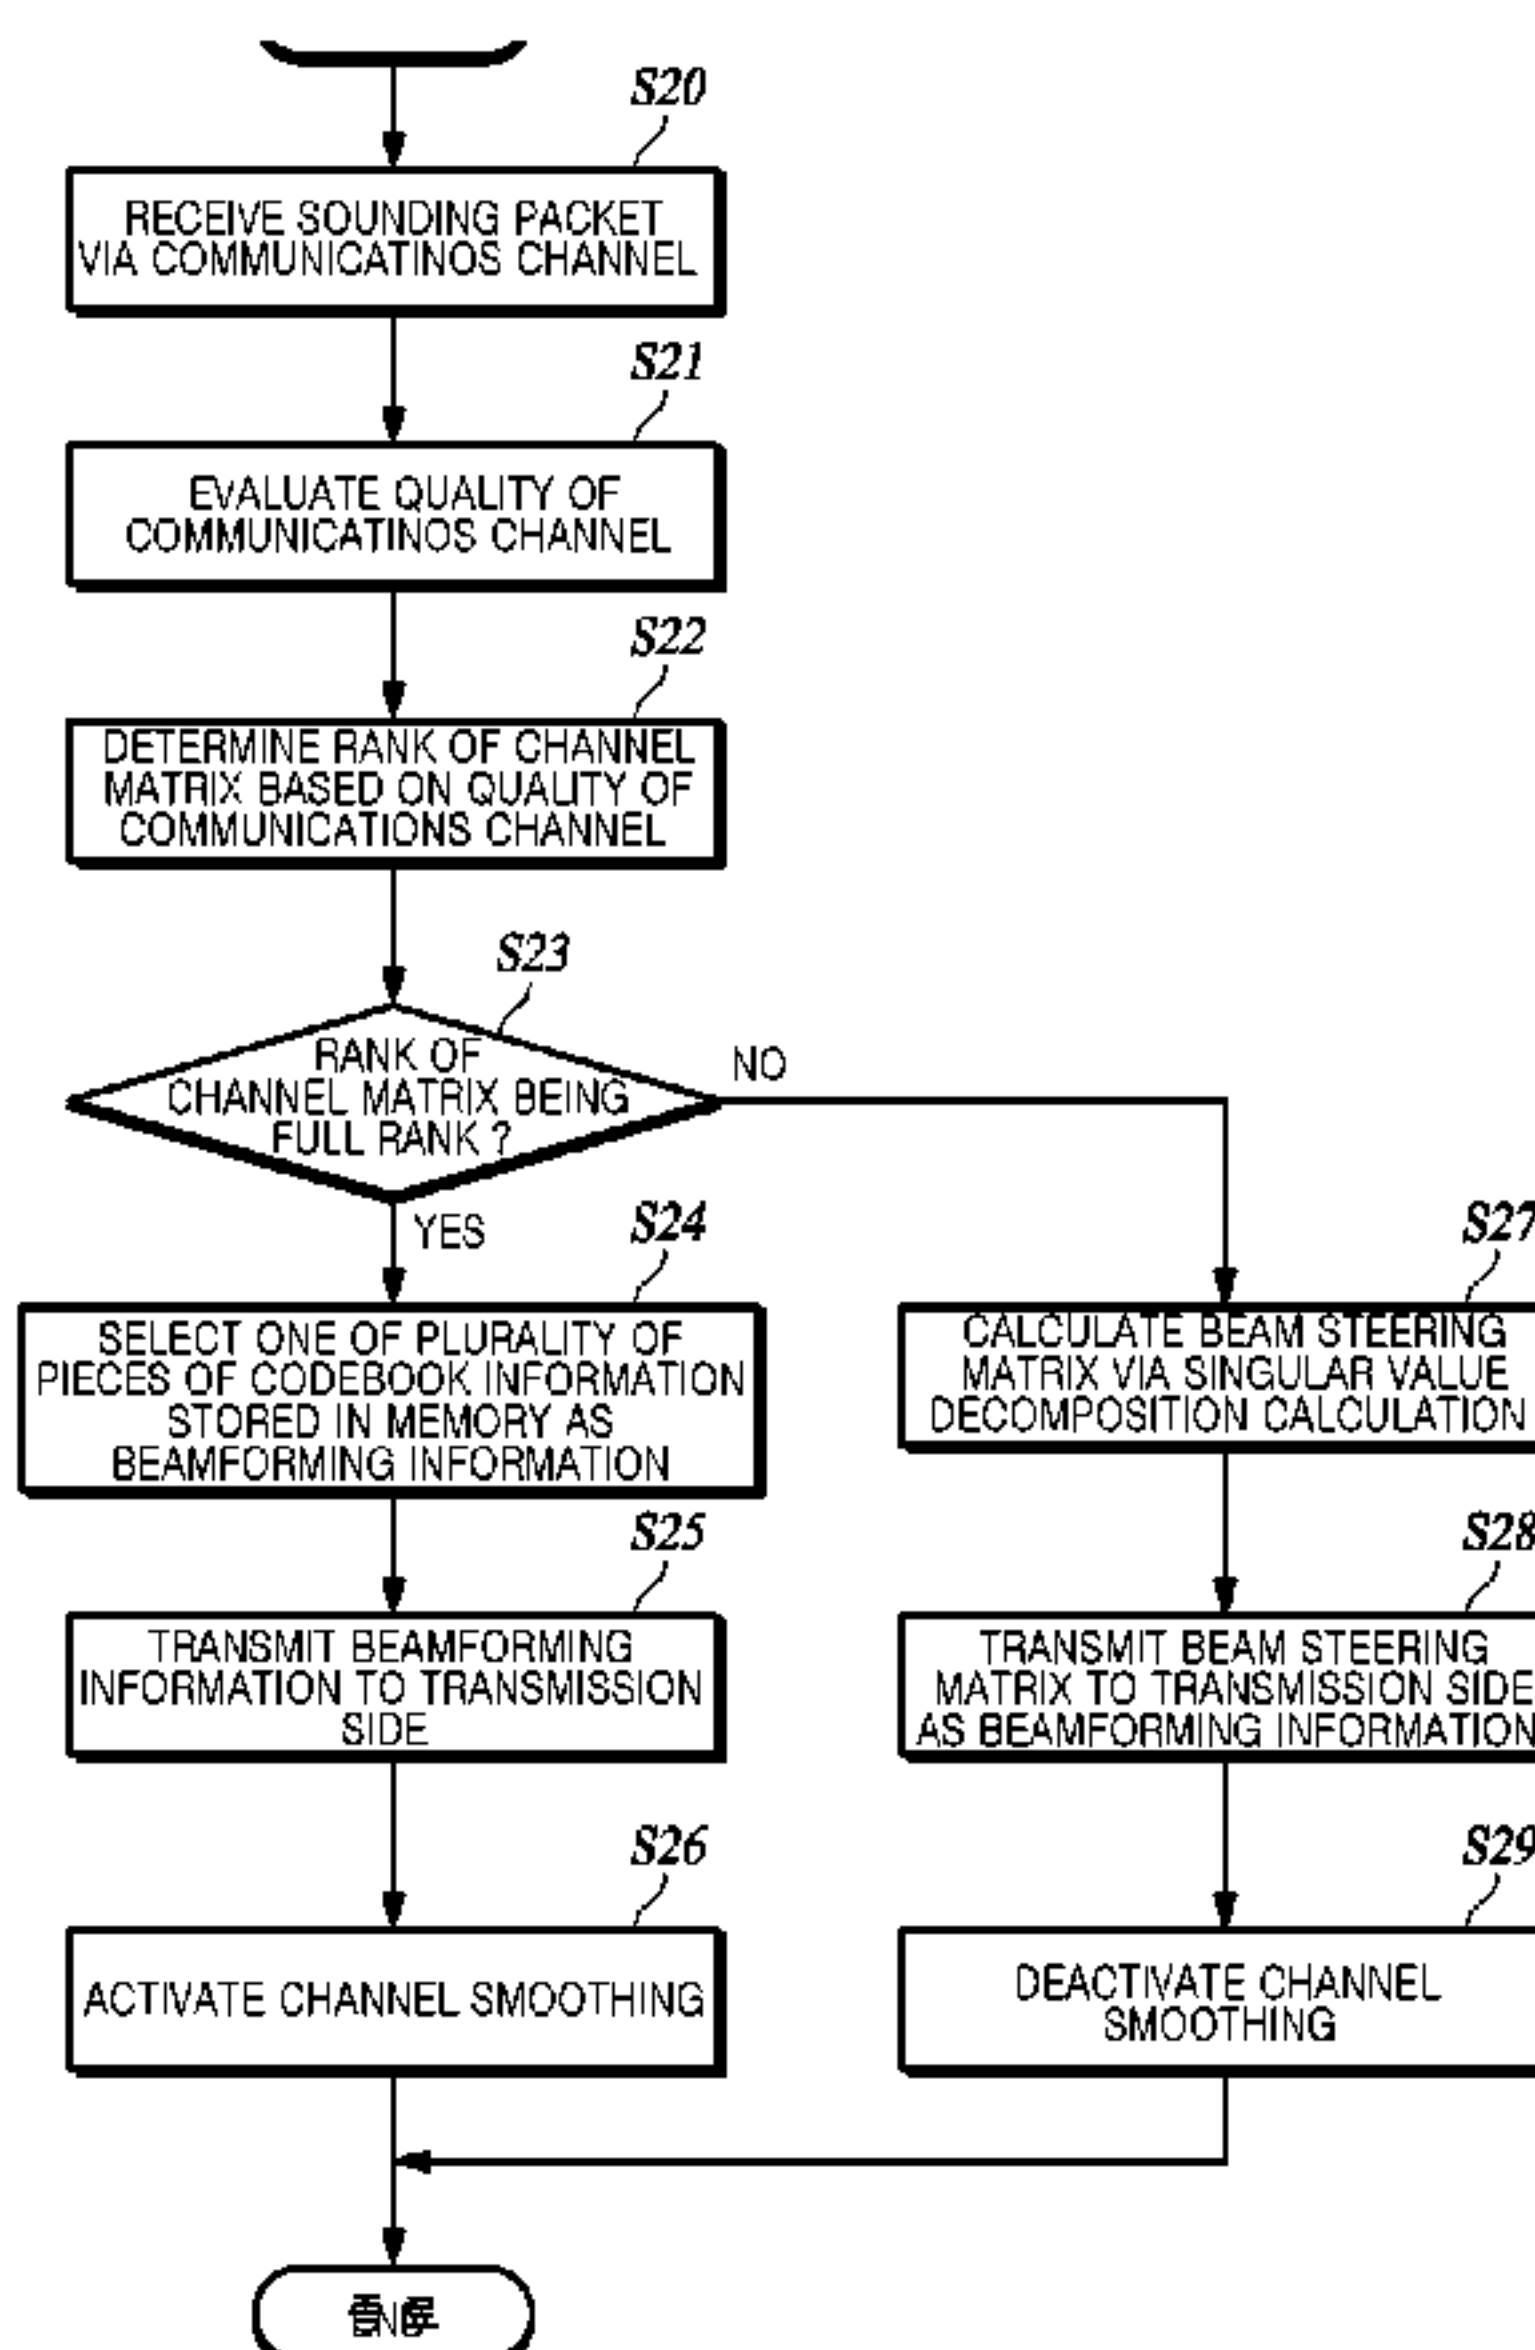 S20
RECEIVE SOUNDING PACKET
VIA COMMUNICATINOS CHANNEL
S21
EVALUATE QUALITY OF
COMMUNICATINOS CHANNEL
S22
DETERMINE RANK OF CHANNEL
MATRIX BASED ON QUALITY OF
COMMUNICATIONS CHANNEL
S23
RANK OF
CHANNEL MATRIX BEING
FULL RANK ?
NO
YES
S24
SELECT ONE OF PLURALITY OF
PIECES OF CODEBOOK INFORMATION
STORED IN MEMORY AS
BEAMFORMING INFORMATION
S25
TRANSMIT BEAMFORMING
INFORMATION TO TRANSMISSION
SIDE
S26
ACTIVATE CHANNEL SMOOTHING
S27
CALCULATE BEAM STEERING
MATRIX VIA SINGULAR VALUE
DECOMPOSITION CALCULATION
S28
TRANSMIT BEAM STEERING
MATRIX TO TRANSMISSION SIDE
AS BEAMFORMING INFORMATION
S29
DEACTIVATE CHANNEL
SMOOTHING